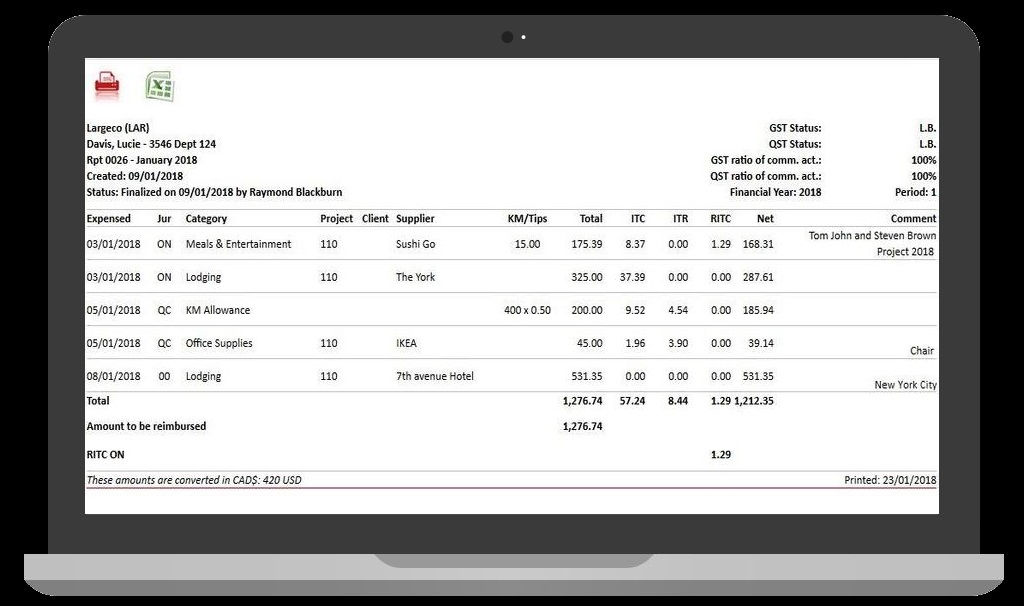 Largeco (LAR) GST Status: L.B.
Davis, Lucie - 3546 Dept 124 QST Status: L.B.
Rpt 0026 - January 2018 GST ratio of comm. act.: 100%
Created: 09/01/2018 QST ratio of comm. act.: 100%
Status: Finalized on 09/01/2018 by Raymond Blackburn Financial Year: 2018 Period: 1
Expensed Jur Category Project Client Supplier KM/Tips Total ITC ITR RITC Net Comment
03/01/2018 ON Meals & Entertainment 110 Sushi Go 15.00 175.39 8.37 0.00 1.29 168.31 Tom John and Steven Brown
Project 2018
03/01/2018 ON Lodging 110 The York 325.00 37.39 0.00 0.00 287.61
05/01/2018 QC KM Allowance 400 x 0.50 200.00 9.52 4.54 0.00 185.94
05/01/2018 QC Office Supplies 110 IKEA 45.00 1.96 3.90 0.00 39.14
Chair
08/01/2018 00 Lodging 110 7th avenue Hotel 531.35 0.00 0.00 0.00 531.35
New York City
Total 1,276.74 57.24 8.44 1.29 1,212.35
Amount to be reimbursed 1,276.74
RITC ON 1.29
These amounts are converted in CAD$: 420 USD Printed: 23/01/2018